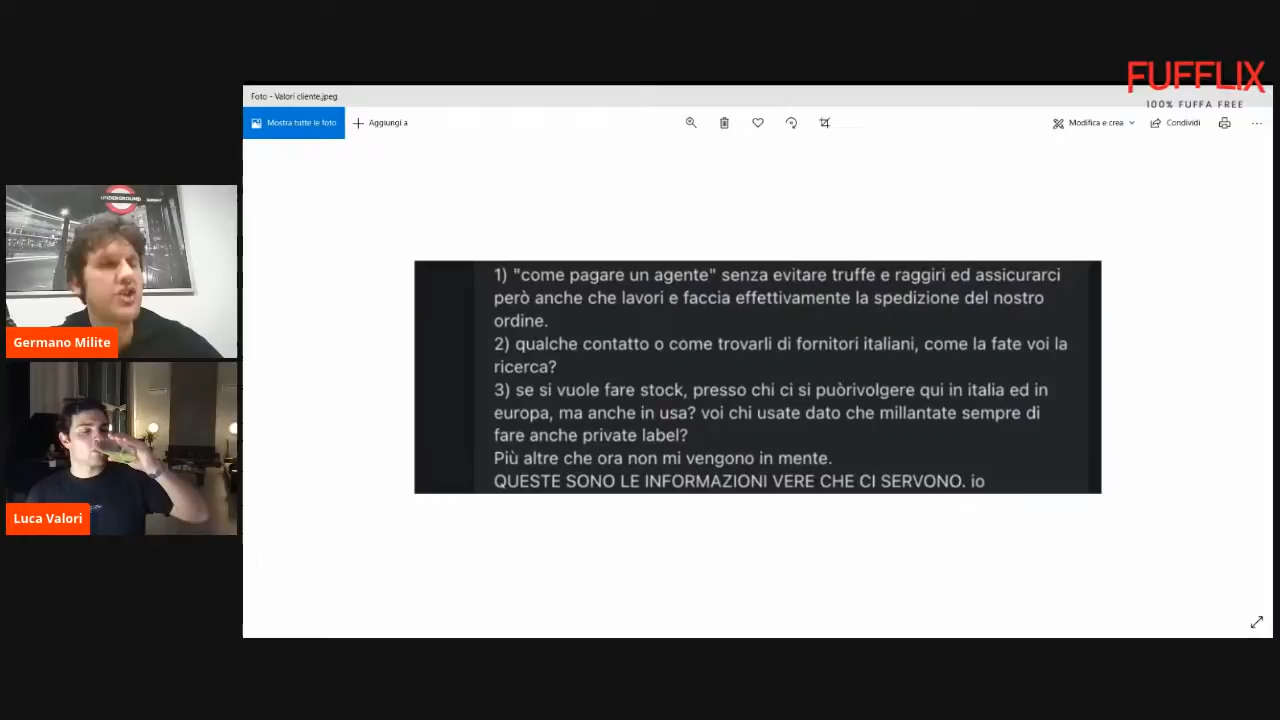 FUFFLIX
100% FUFFA FREE
Foto - Valori cliente.jpeg
Mostra tutte le foto
Aggiungi a
Modifica e crea
Condividi
UNDERGROUND
Germano Milite
Luca Valori
1) "come pagare un agente" senza evitare truffe e raggiri ed assicurarci
però anche che lavori e faccia effettivamente la spedizione del nostro
ordine.
2) qualche contatto o come trovarli di fornitori italiani, come la fate voi la
ricerca?
3) se si vuole fare stock, presso chi ci si puòrivolgere qui in italia ed in
europa, ma anche in usa? voi chi usate dato che millantate sempre di
fare anche private label?
Più altre che ora non mi vengono in mente.
QUESTE SONO LE INFORMAZIONI VERE CHE CI SERVONO. io